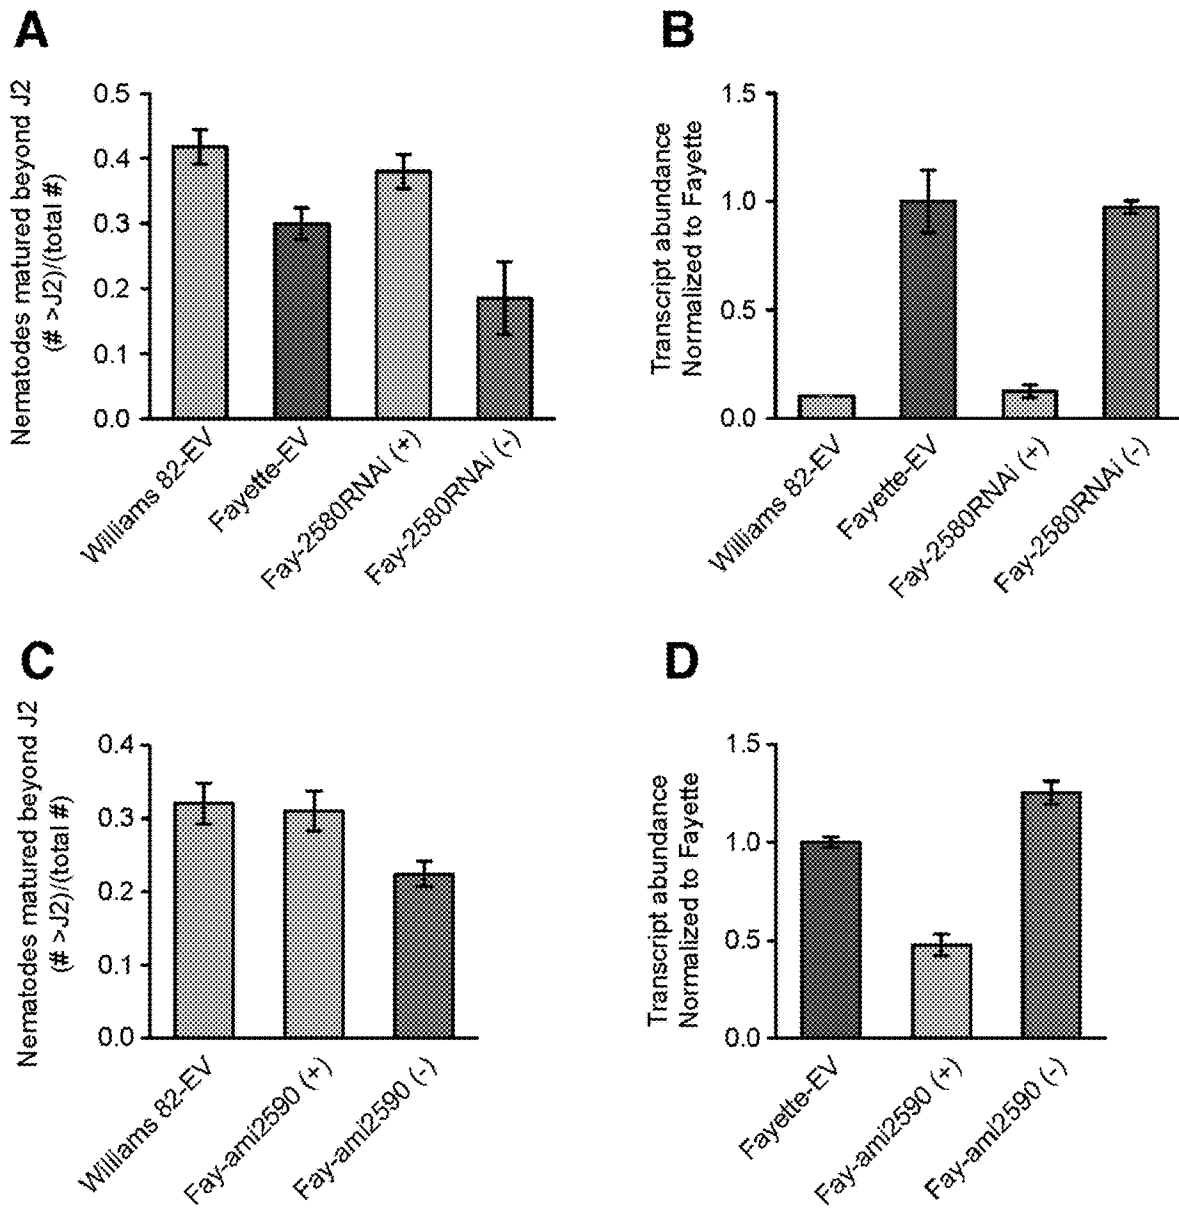 A
Nematodes matured beyond J2
(# >J2)/(total #)
0.5
0.4
0.3
0.2
0.1
0.0
Williams 82-EV
Fayette-EV
Fay-2580RNAi (+)
Fay-2580RNAi (-)
B
Transcript abundance
Normalized to Fayette
1.5
1.0
0.5
0.0
Williams 82-EV
Fayette-EV
Fay-2580RNAi (+)
Fay-2580RNAi (-)
C
Nematodes matured beyond J2
(# >J2)/(total #)
0.4
0.3
0.2
0.1
0.0
Williams 82-EV
Fay-ami2590 (+)
Fay-ami2590 (-)
D
Transcript abundance
Normalized to Fayette
1.5
1.0
0.5
0.0
Fayette-EV
Fay-ami2590 (+)
Fay-ami2590 (-)